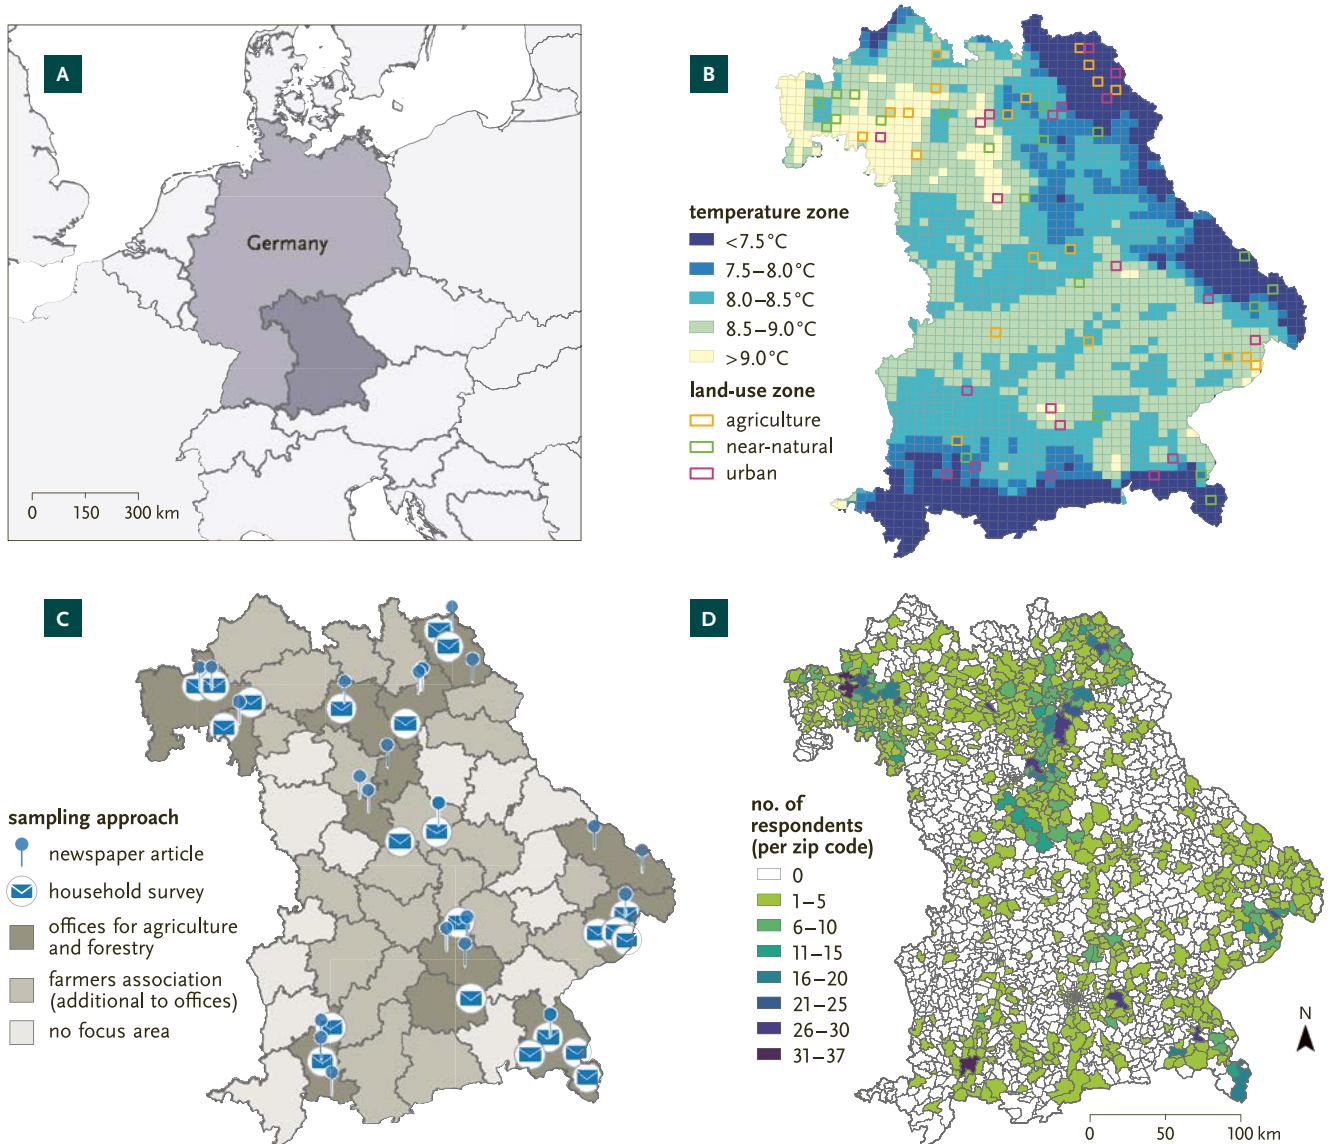 A
Germany
0 150 300 km
B
temperature zone
<7.5 °C
7.5–8.0 °C
8.0–8.5 °C
8.5–9.0 °C
>9.0 °C
land-use zone
agriculture
near-natural
urban
C
sampling approach
newspaper article
household survey
offices for agriculture
and forestry
farmers association
(additional to offices)
no focus area
D
no. of
respondents
(per zip code)
0
1–5
6–10
11–15
16–20
21–25
26–30
31–37
N
0 50 100 km